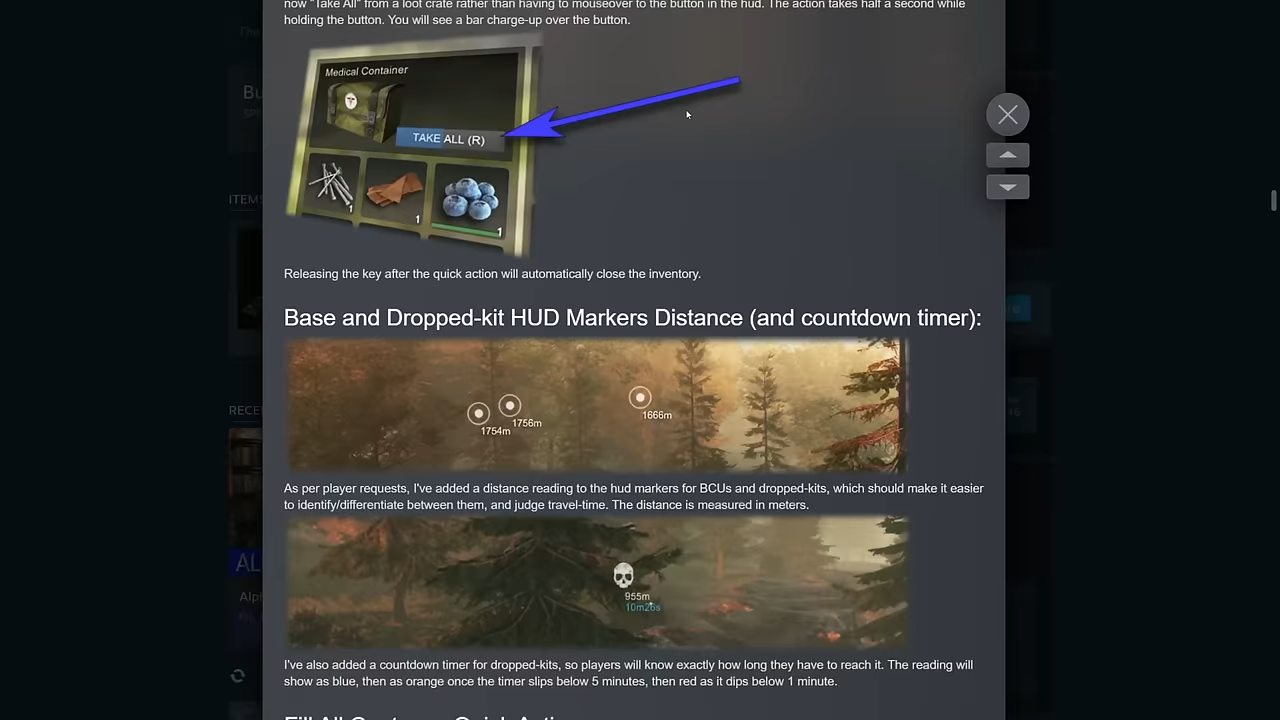 now "Take All" from a loot crate rather than having to mouseover to the button in the hud. The action takes half a second while
holding the button. You will see a bar charge-up over the button.
Medical Container
TAKE ALL (R)
1
1
1
Releasing the key after the quick action will automatically close the inventory.
Base and Dropped-kit HUD Markers Distance (and countdown timer):
1754m
1756m
1666m
As per player requests, I've added a distance reading to the hud markers for BCUs and dropped-kits, which should make it easier
to identify/differentiate between them, and judge travel-time. The distance is measured in meters.
955m
10m26s
I've also added a countdown timer for dropped-kits, so players will know exactly how long they have to reach it. The reading will
show as blue, then as orange once the timer slips below 5 minutes, then red as it dips below 1 minute.
The
Bu
ITEMS
RECE
AL
Alph